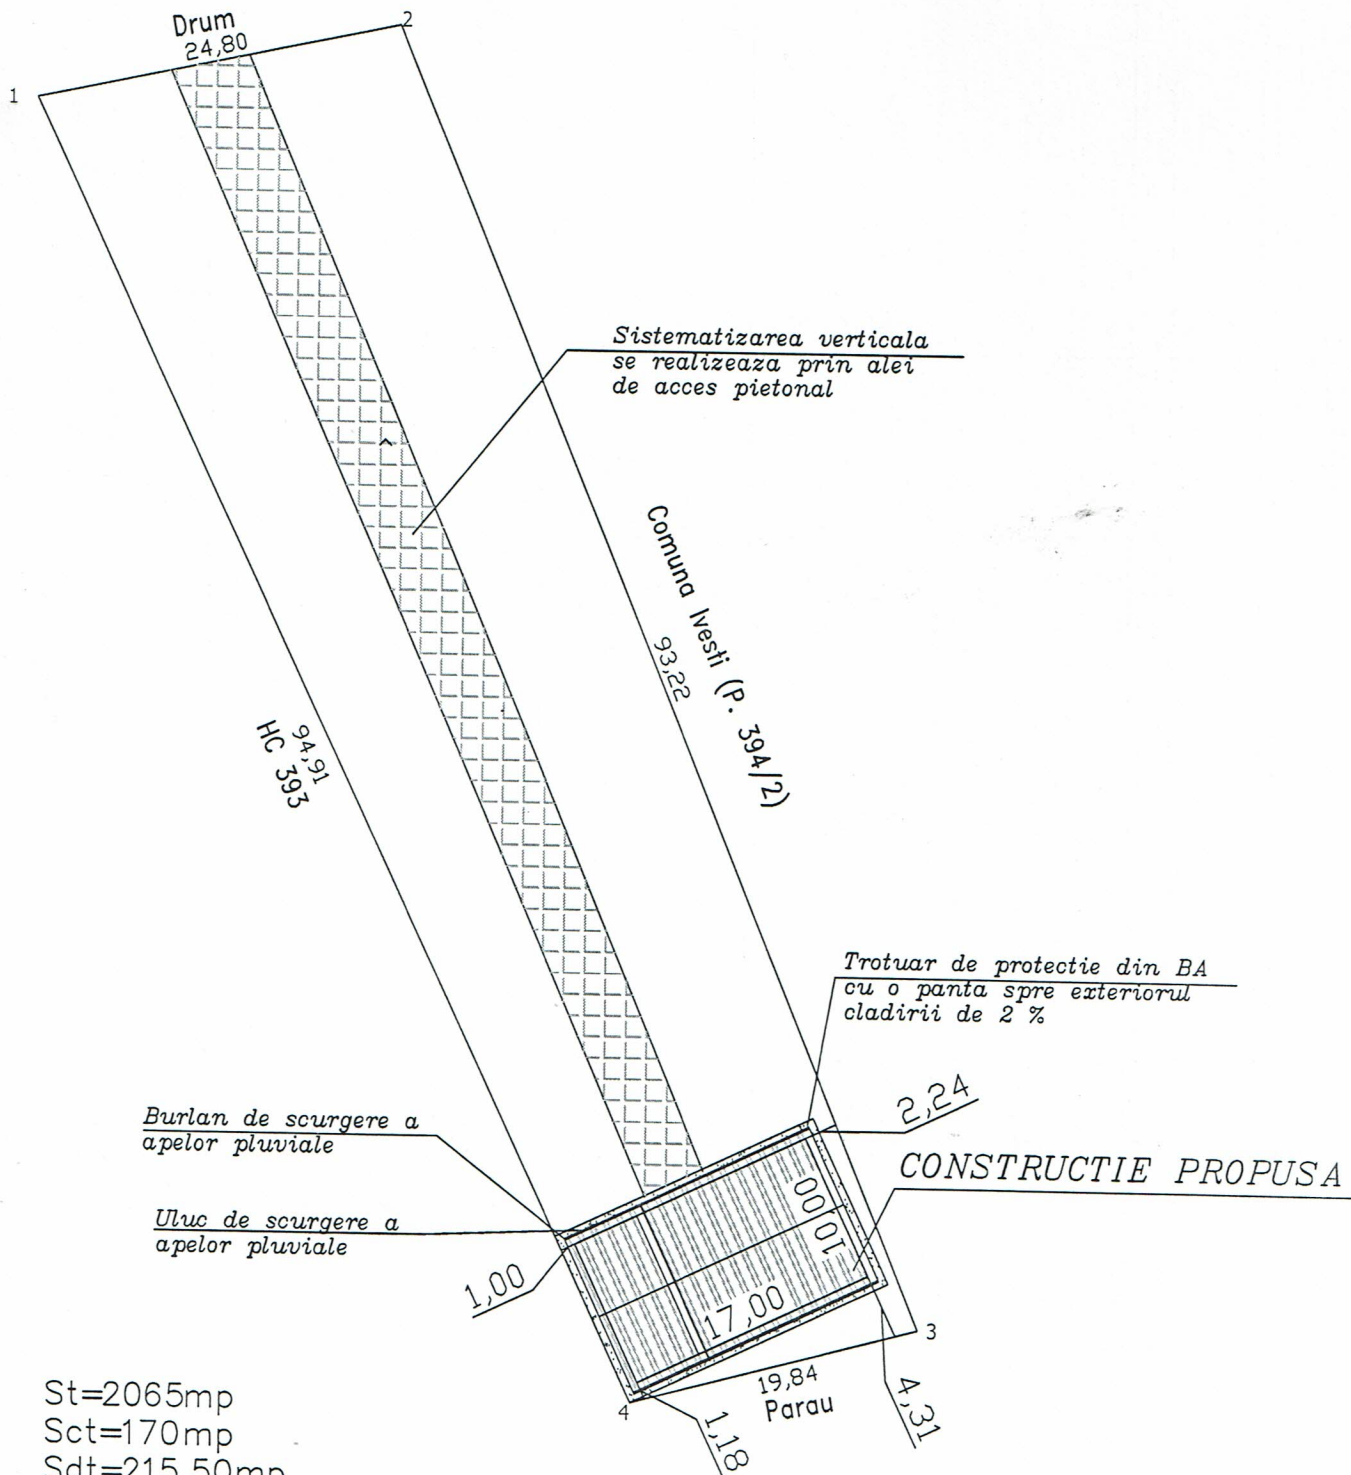 Drum
24,80
2
1
Sistematizarea verticala
se realizeaza prin alei
de acces pietonal
Comuna Ivesti (P. 394/2)
93,22
94,91
HC 393
Trotuar de protectie din BA
cu o panta spre exteriorul
cladirii de 2 %
2,24
Burlan de scurgere a
apelor pluviale
CONSTRUCTIE PROPUSA
Uluc de scurgere a
apelor pluviale
10,00
1,00
17,00
3
19,84
Parau
4
4,31
1,18
St=2065mp
Sct=170mp
Sdt=215,50mp